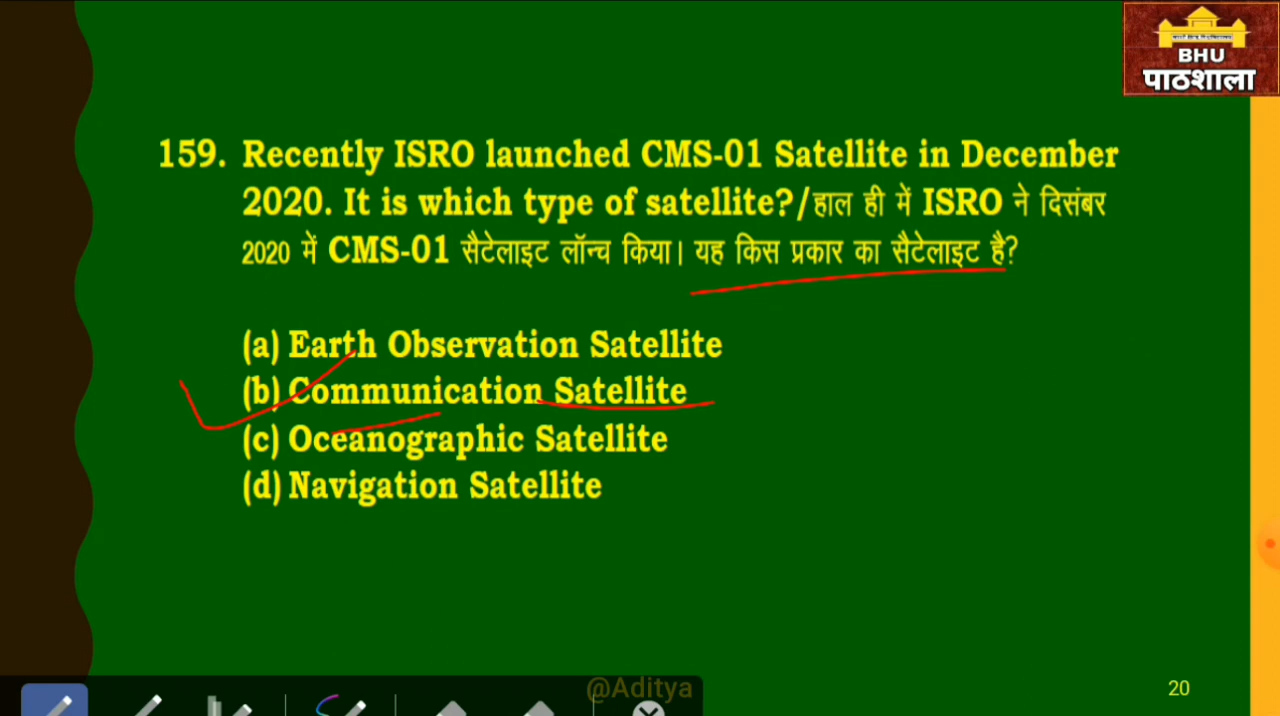 BHU
पाठशाला
159. Recently ISRO launched CMS-01 Satellite in December
2020. It is which type of satellite?/हाल ही में ISRO ने दिसंबर
2020 में CMS-01 सैटेलाइट लॉन्च किया। यह किस प्रकार का सैटेलाइट है?
(a) Earth Observation Satellite
(b) Communication Satellite
(c) Oceanographic Satellite
(d) Navigation Satellite
@Aditya
20